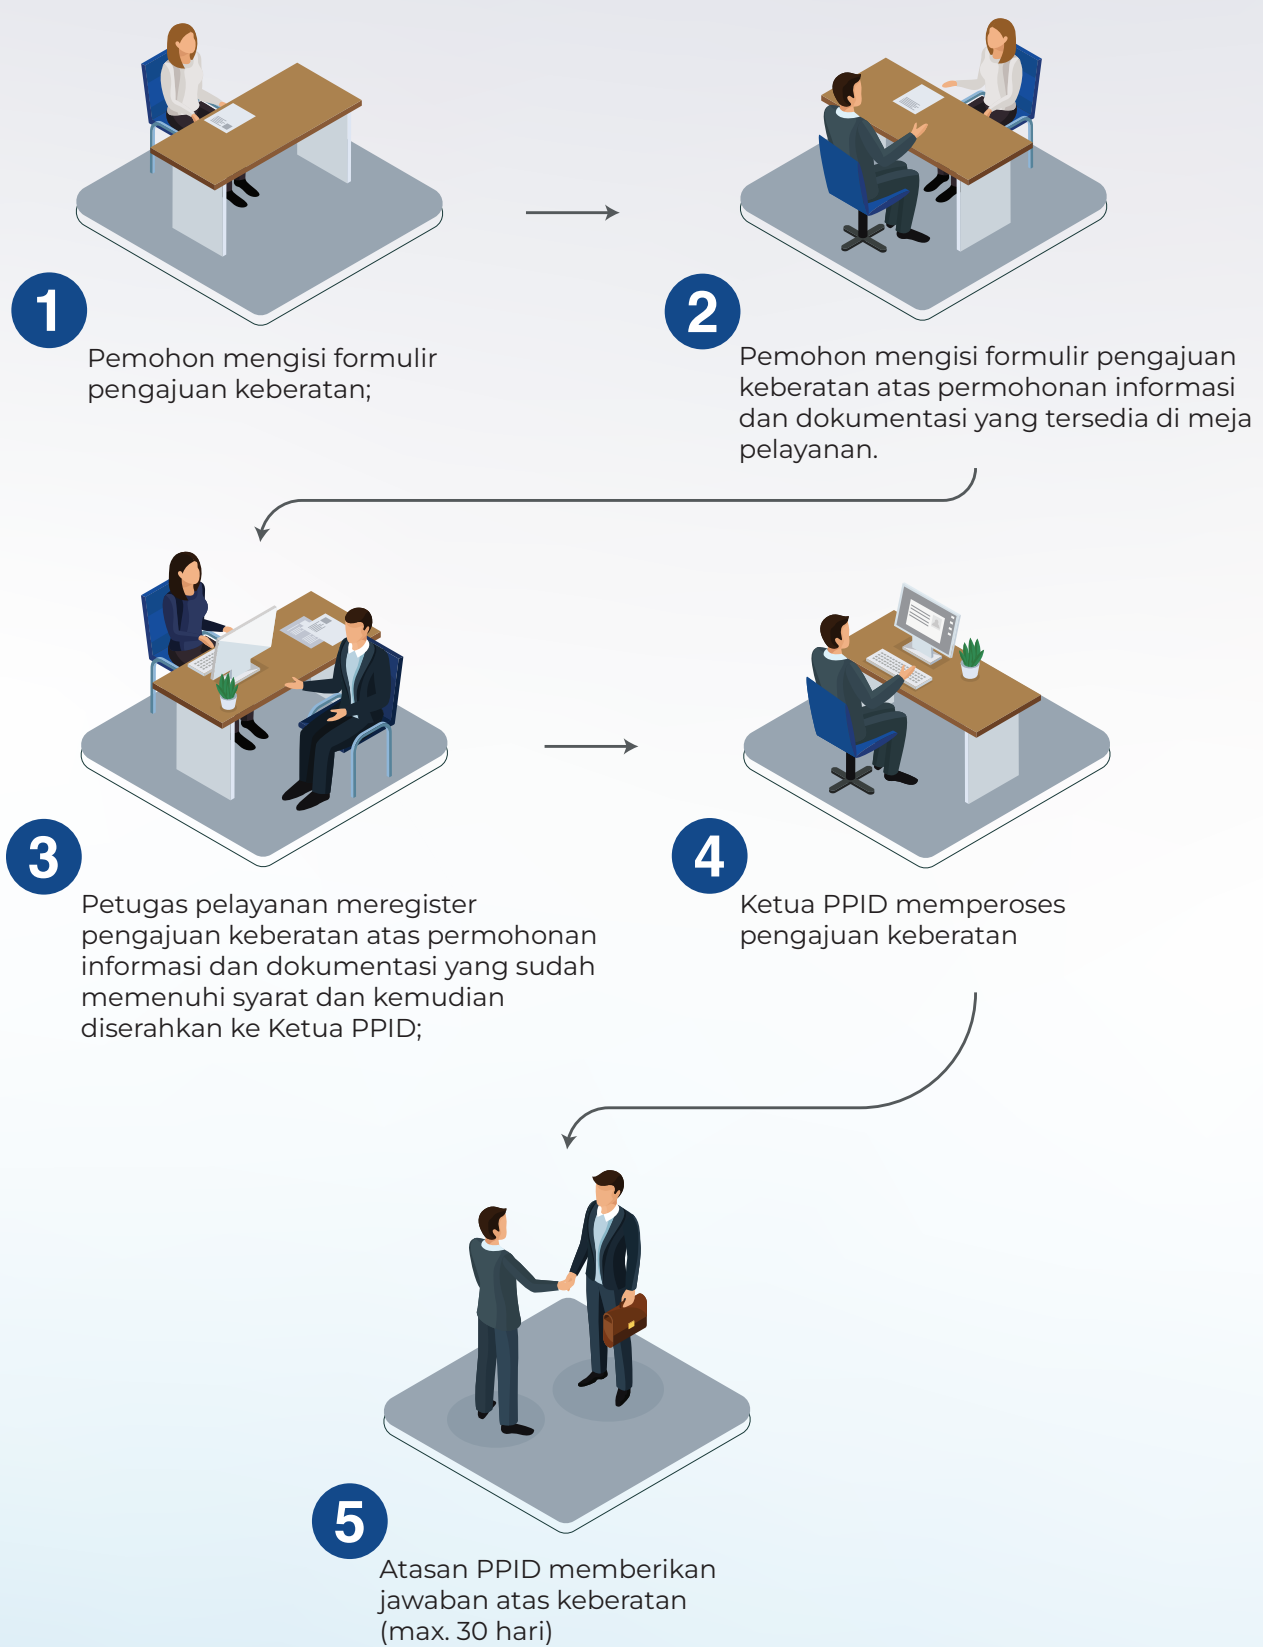 1
Pemohon mengisi formulir
pengajuan keberatan;
2
Pemohon mengisi formulir pengajuan
keberatan atas permohonan informasi
dan dokumentasi yang tersedia di meja
pelayanan.
3
Petugas pelayanan meregister
pengajuan keberatan atas permohonan
informasi dan dokumentasi yang sudah
memenuhi syarat dan kemudian
diserahkan ke Ketua PPID;
4
Ketua PPID memperoses
pengajuan keberatan
5
Atasan PPID memberikan
jawaban atas keberatan
(max. 30 hari)